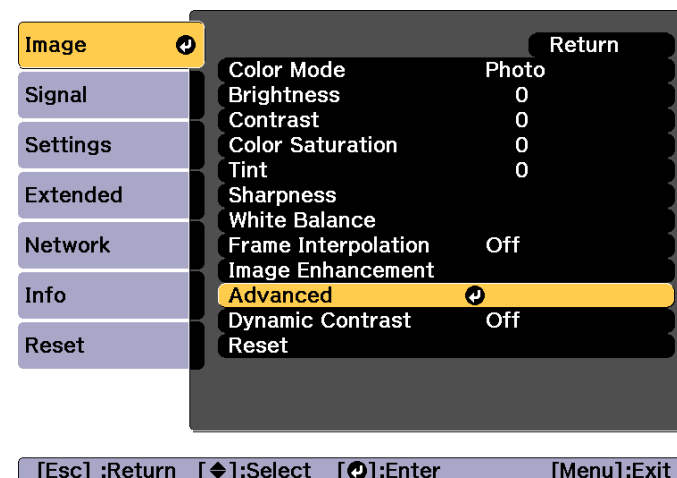 Image
Signal
Settings
Extended
Network
Info
Reset
Return
Color Mode Photo
Brightness 0
Contrast 0
Color Saturation 0
Tint 0
Sharpness
White Balance
Frame Interpolation Off
Image Enhancement
Advanced
Dynamic Contrast Off
Reset
[Esc] :Return [◆]:Select [↵]:Enter [Menu]:Exit